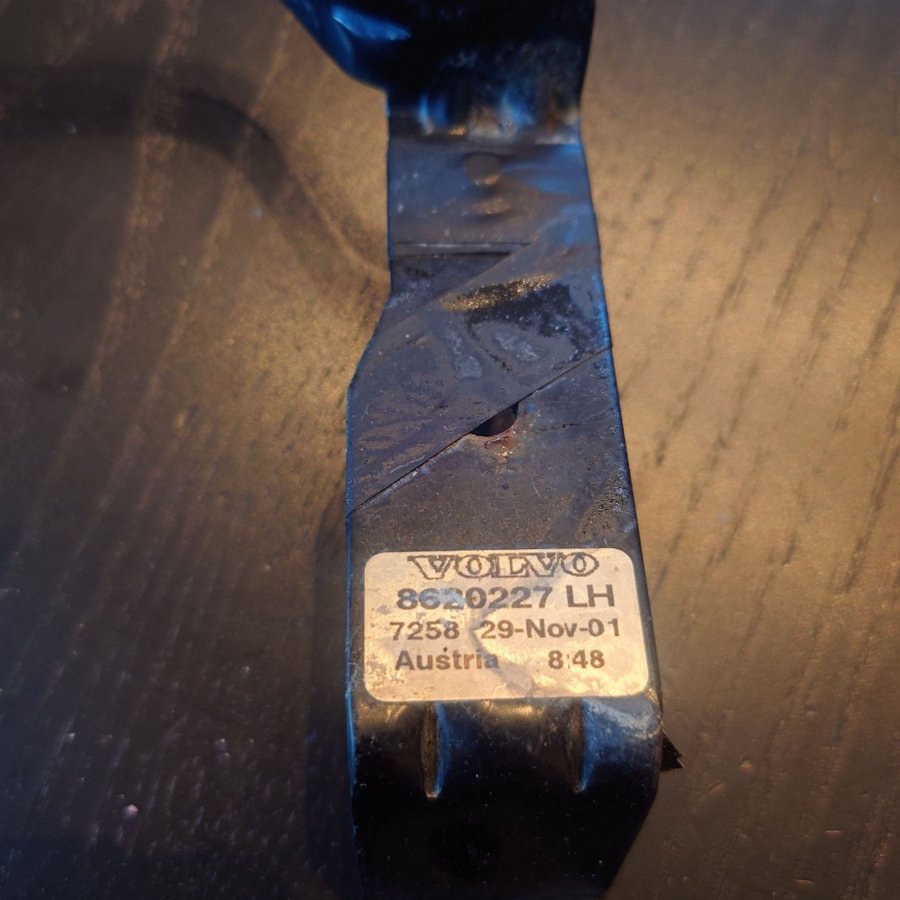 VOLVO
8620227 LH
7258 29-Nov-01
Austria 8:48